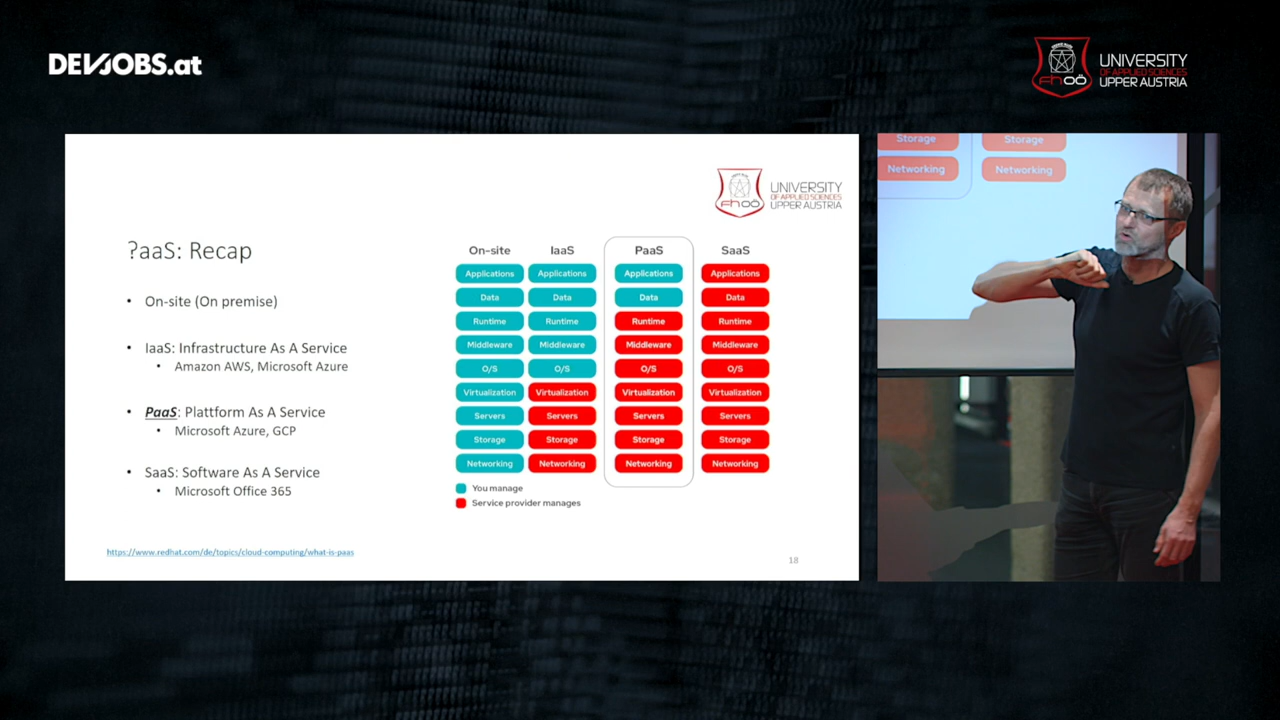 DEVJOBS.at
fhoö
UNIVERSITY
OF APPLIED SCIENCES
UPPER AUSTRIA
fhoö
UNIVERSITY
OF APPLIED SCIENCES
UPPER AUSTRIA
?aaS: Recap
• On-site (On premise)
• IaaS: Infrastructure As A Service
• Amazon AWS, Microsoft Azure
• PaaS: Plattform As A Service
• Microsoft Azure, GCP
• SaaS: Software As A Service
• Microsoft Office 365
On-site IaaS PaaS SaaS
Applications Applications Applications Applications
Data Data Data Data
Runtime Runtime Runtime Runtime
Middleware Middleware Middleware Middleware
O/S O/S O/S O/S
Virtualization Virtualization Virtualization Virtualization
Servers Servers Servers Servers
Storage Storage Storage Storage
Networking Networking Networking Networking
You manage
Service provider manages
https://www.redhat.com/de/topics/cloud-computing/what-is-paas
18
Storage Storage
Networking Networking